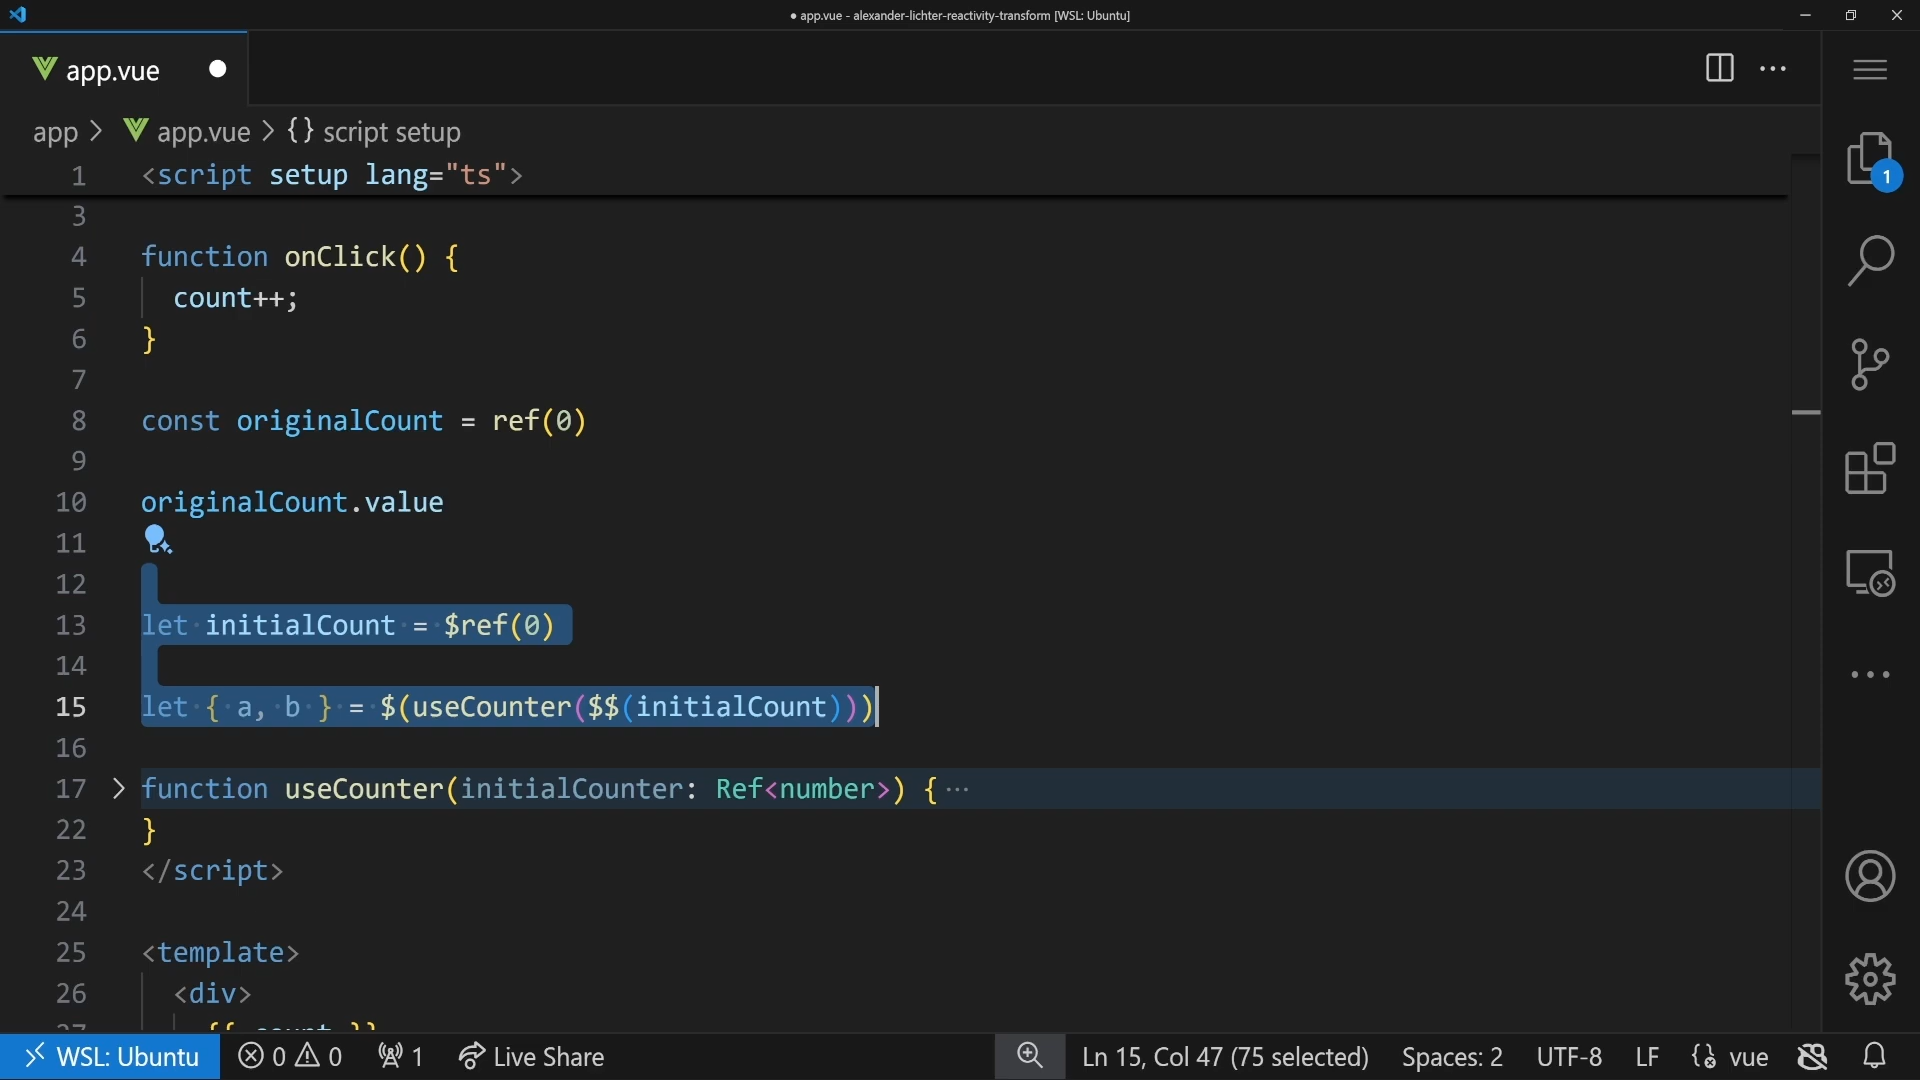 ● app.vue - alexander-lichter-reactivity-transform [WSL: Ubuntu]
app.vue
app > app.vue > {} script setup
1 <script setup lang="ts">
3
4 function onClick() {
5 count++;
6 }
7
8 const originalCount = ref(0)
9
10 originalCount.value
11
12
13 let initialCount = $ref(0)
14
15 let { a, b } = $(useCounter($$(initialCount)))
16
17 function useCounter(initialCounter: Ref<number>) { ···
22 }
23 </script>
24
25 <template>
26 <div>
27 {{ count }}
1
WSL: Ubuntu 0 0 1 Live Share Ln 15, Col 47 (75 selected) Spaces: 2 UTF-8 LF vue